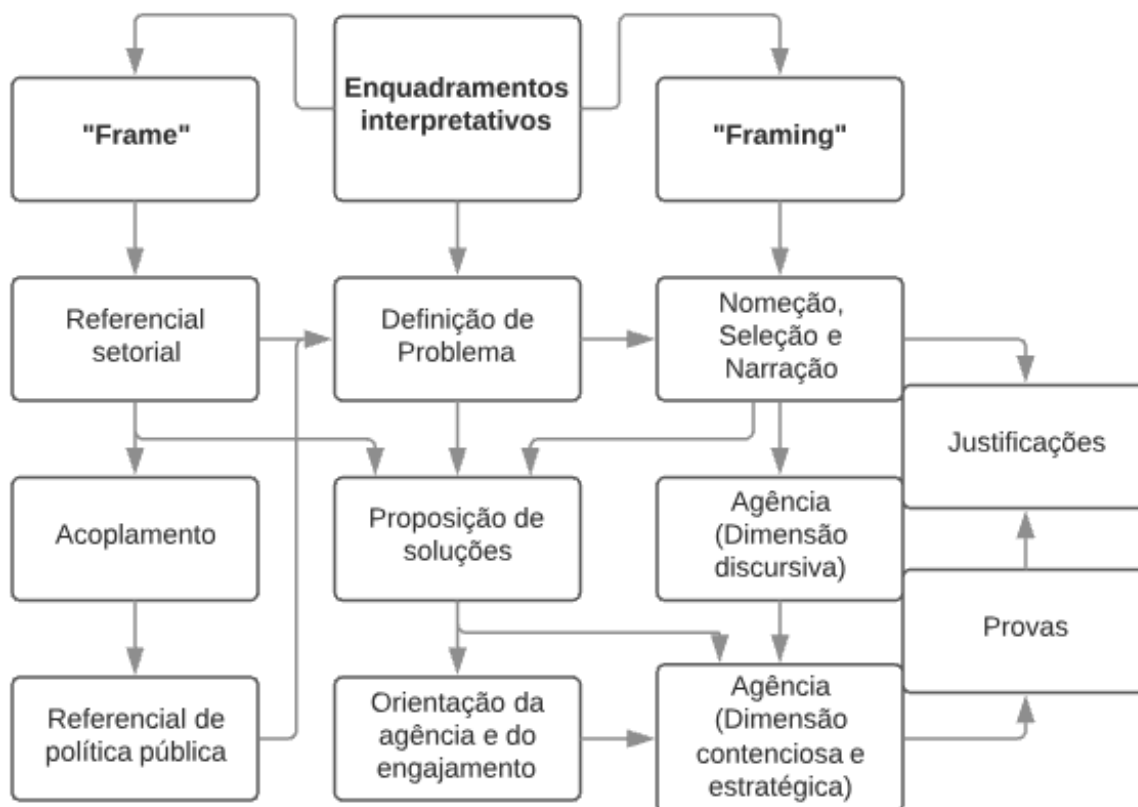 Enquadramentos
interpretativos
"Frame"
"Framing"
Referencial
setorial
Definição de
Problema
Nomeção,
Seleção e
Narração
Justificações
Acoplamento
Proposição de
soluções
Agência
(Dimensão
discursiva)
Provas
Referencial de
política pública
Orientação da
agência e do
engajamento
Agência
(Dimensão
contenciosa e
estratégica)